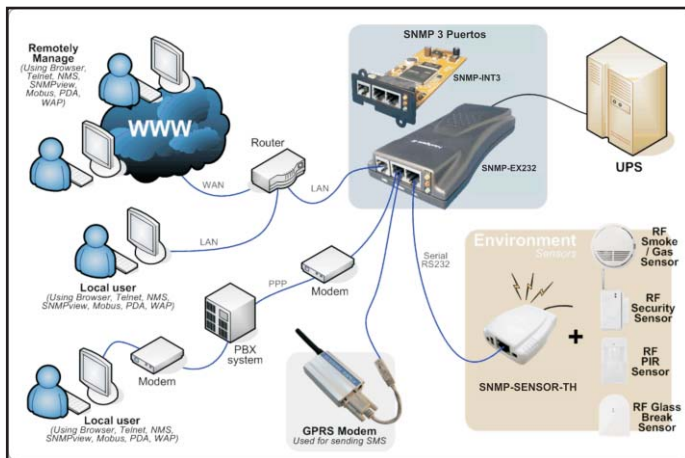 Remotely
Manage
(Using Browser,
Telnet, NMS,
SNMPview,
Mobus, PDA,
WAP)
WWW
Router
WAN
LAN
LAN
SNMP 3 Puertos
SNMP-INT3
SNMP-EX232
UPS
Local user
(Using Browser, Telnet, NMS,
SNMPview, Mobus, PDA, WAP)
PPP
Modem
PBX
system
Modem
Local user
(Using Browser, Telnet, NMS,
SNMPview, Mobus, PDA, WAP)
GPRS Modem
Used for sending SMS
Serial
RS232
Environment
Sensors
SNMP-SENSOR-TH
+
RF
Smoke
/ Gas
Sensor
RF
Security
Sensor
RF
PIR
Sensor
RF Glass
Break
Sensor